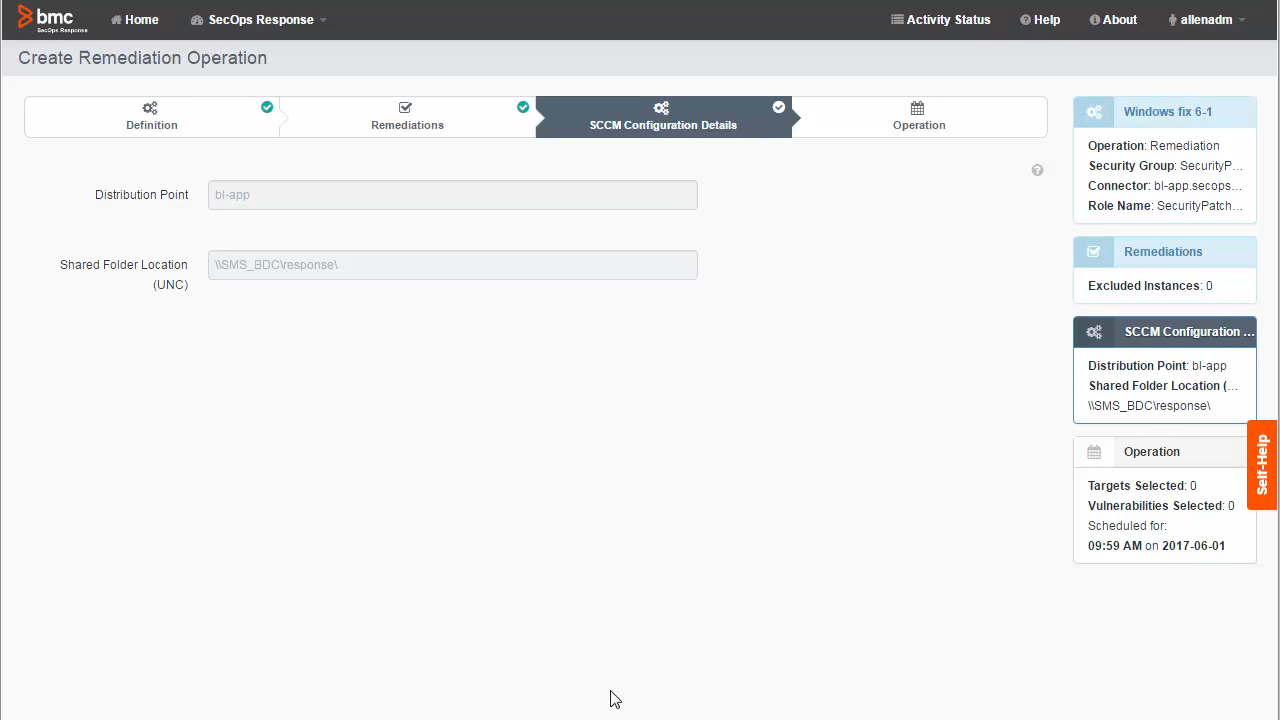 bmc
SecOps Response
Home
SecOps Response
Activity Status
Help
About
allenadm
Create Remediation Operation
Definition
Remediations
SCCM Configuration Details
Operation
Distribution Point
bl-app
Shared Folder Location
(UNC)
\\SMS_BDC\response\
Windows fix 6-1
Operation: Remediation
Security Group: SecurityP...
Connector: bl-app.secops...
Role Name: SecurityPatch...
Remediations
Excluded Instances: 0
SCCM Configuration ...
Distribution Point: bl-app
Shared Folder Location (...
\\SMS_BDC\response\
Operation
Targets Selected: 0
Vulnerabilities Selected: 0
Scheduled for:
09:59 AM on 2017-06-01
Self-Help